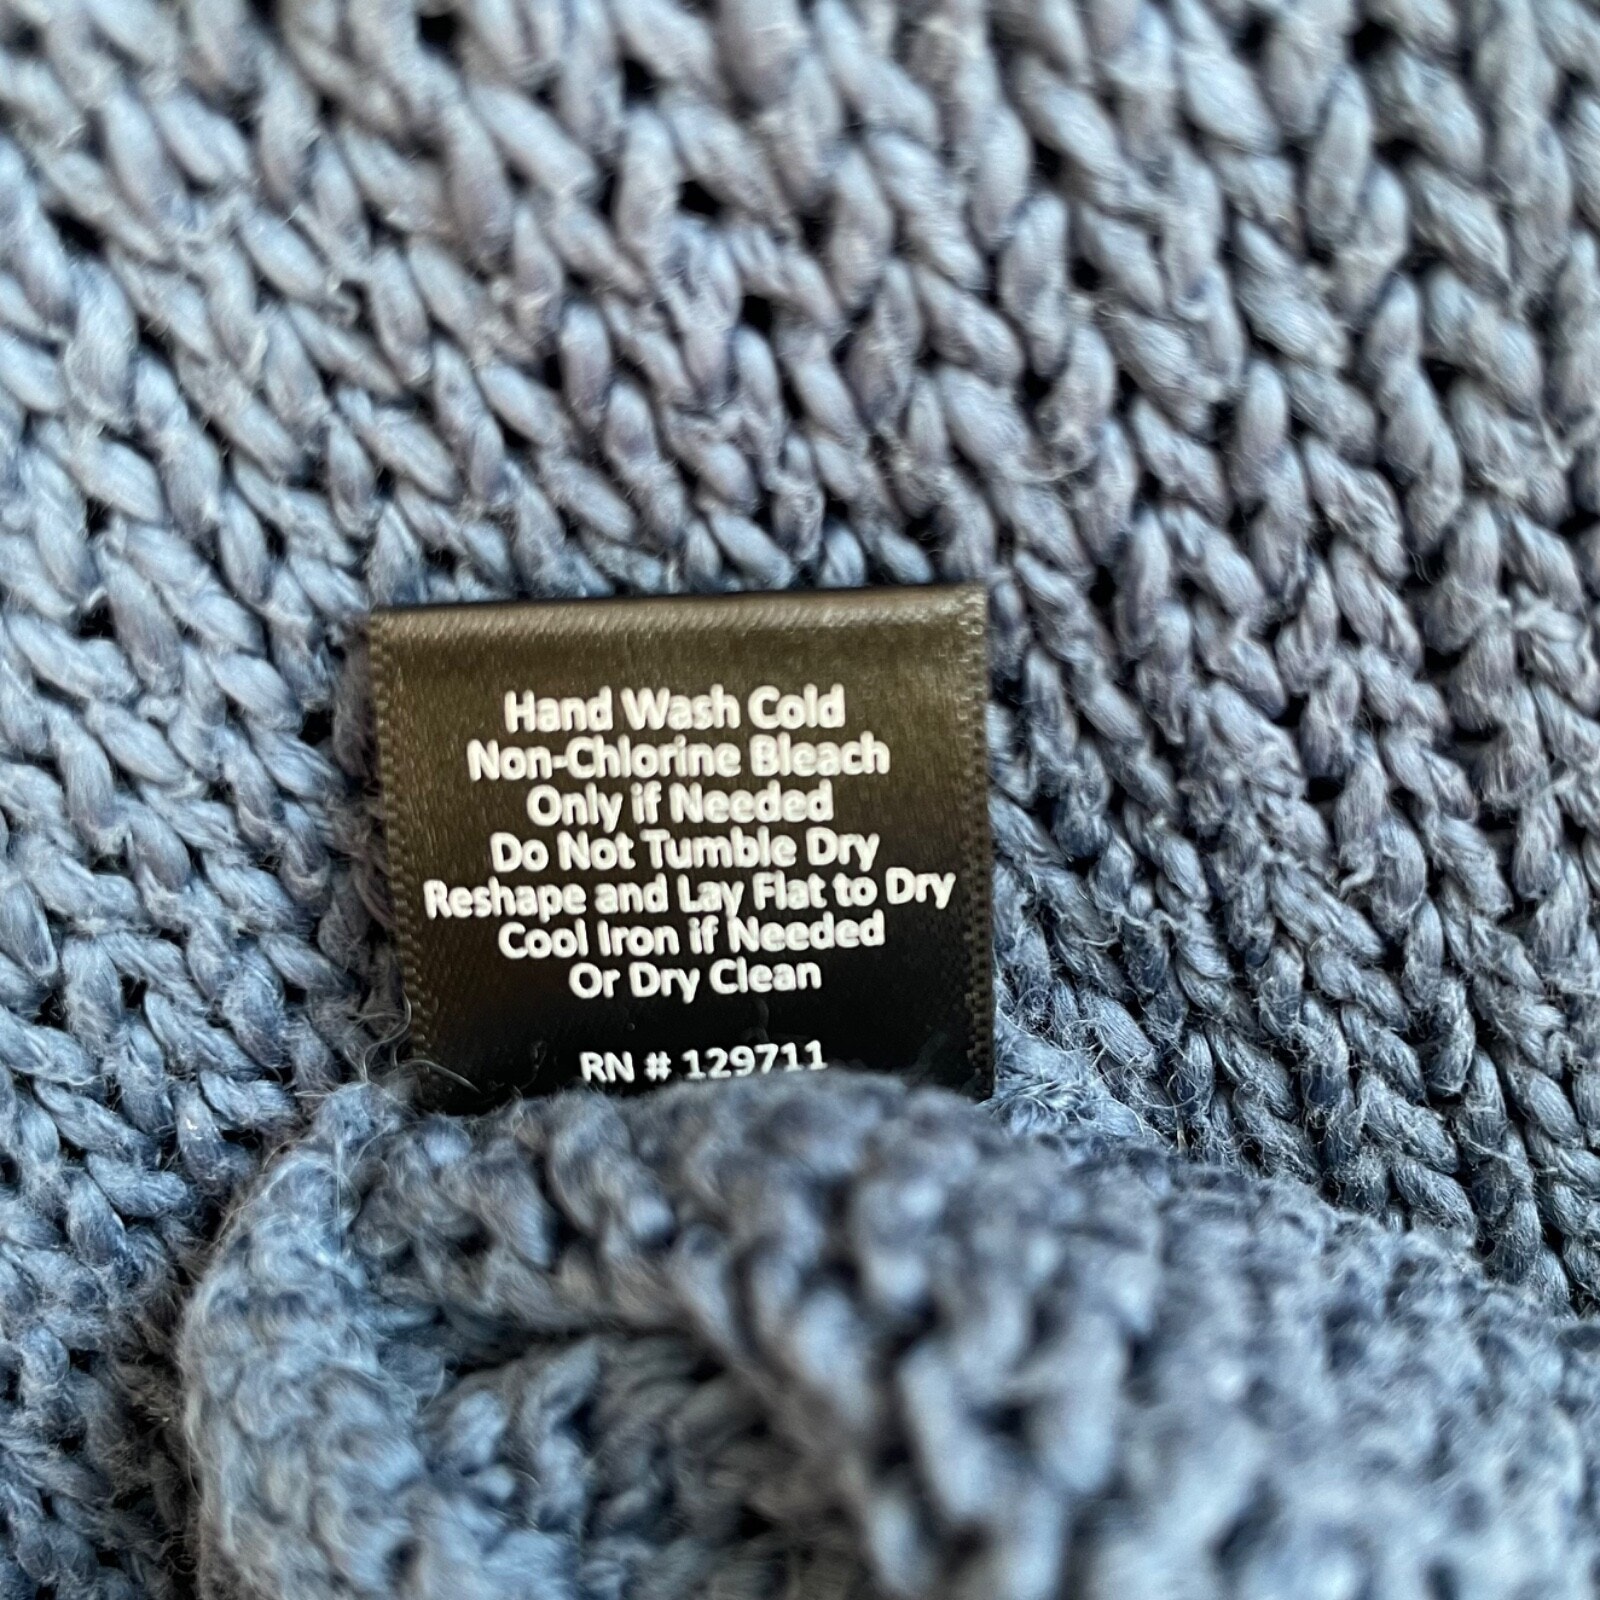 Hand Wash Cold
Non-Chlorine Bleach
Only if Needed
Do Not Tumble Dry
Reshape and Lay Flat to Dry
Cool Iron if Needed
Or Dry Clean
RN # 129711